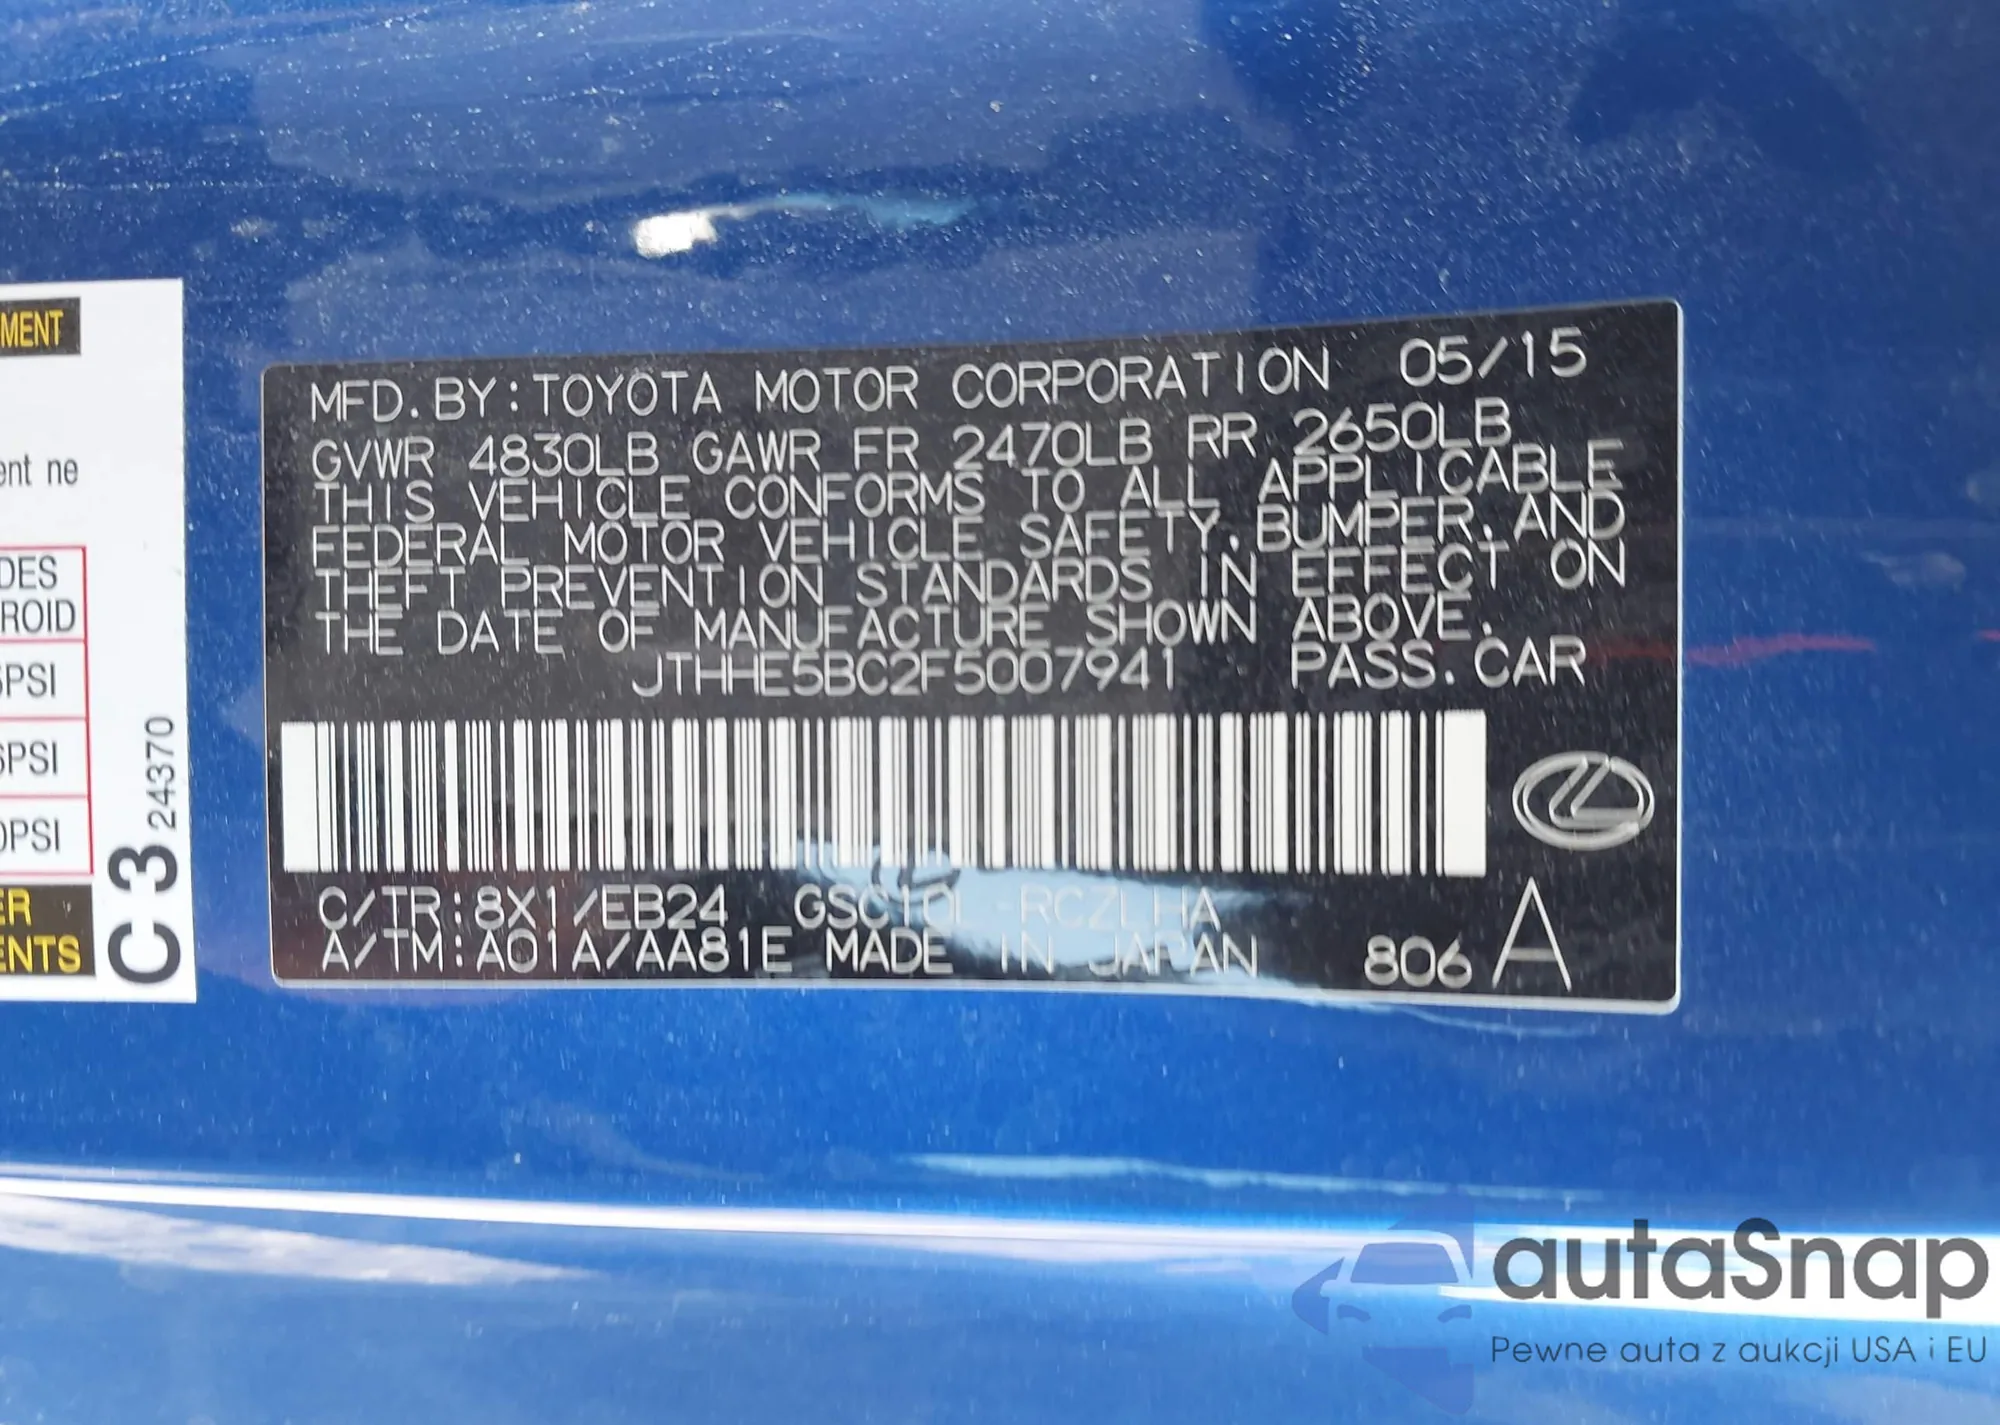 MFD. BY: TOYOTA MOTOR CORPORATION 05/15
GVWR 4830LB GAWR FR 2470LB RR 2650LB
THIS VEHICLE CONFORMS TO ALL APPLICABLE
FEDERAL MOTOR VEHICLE SAFETY, BUMPER, AND
THEFT PREVENTION STANDARDS IN EFFECT ON
THE DATE OF MANUFACTURE SHOWN ABOVE.
JTHHE5BC2F5007941 PASS. CAR
C/TR: 8X1/EB24 GSC10L-RCZLHA
A/TM: A01A/AA81E MADE IN JAPAN 806 A
MENT
ent ne
DES
ROID
PSI
PSI
0PSI
ER
ENTS
C3 24370
autaSnap
Pewne auta z aukcji USA i EU